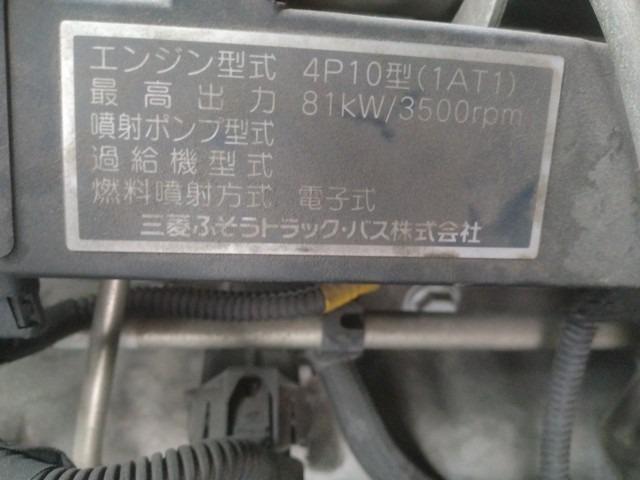 エンジン型式 4P10型(1AT1)
最高出力 81kW/3500rpm
噴射ポンプ型式
過給機型式
燃料噴射方式 電子式
三菱ふそうトラック・バス株式会社